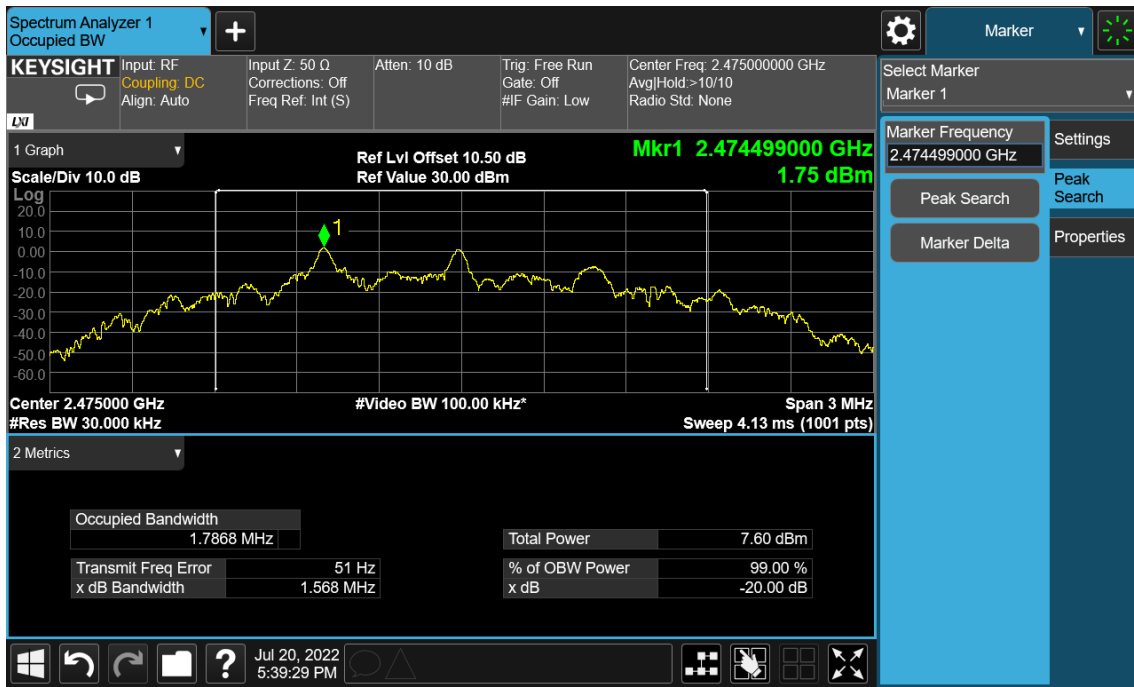 Spectrum Analyzer 1
Occupied BW
+
Marker
KEYSIGHT
LXI
Input: RF
Coupling: DC
Align: Auto
Input Z: 50 Ω
Corrections: Off
Freq Ref: Int (S)
Atten: 10 dB
Trig: Free Run
Gate: Off
#IF Gain: Low
Center Freq: 2.475000000 GHz
Avg|Hold:>10/10
Radio Std: None
Select Marker
Marker 1
Marker Frequency
2.474499000 GHz
Peak Search
Marker Delta
Settings
Peak
Search
Properties
1 Graph
Scale/Div 10.0 dB
Ref Lvl Offset 10.50 dB
Ref Value 30.00 dBm
Mkr1 2.474499000 GHz
1.75 dBm
Log
20.0
10.0
0.00
-10.0
-20.0
-30.0
-40.0
-50.0
-60.0
1
Center 2.475000 GHz
#Video BW 100.00 kHz*
Span 3 MHz
#Res BW 30.000 kHz
Sweep 4.13 ms (1001 pts)
2 Metrics
Occupied Bandwidth
1.7868 MHz
Total Power 7.60 dBm
Transmit Freq Error 51 Hz
% of OBW Power 99.00 %
x dB Bandwidth 1.568 MHz
x dB -20.00 dB
?
Jul 20, 2022
5:39:29 PM